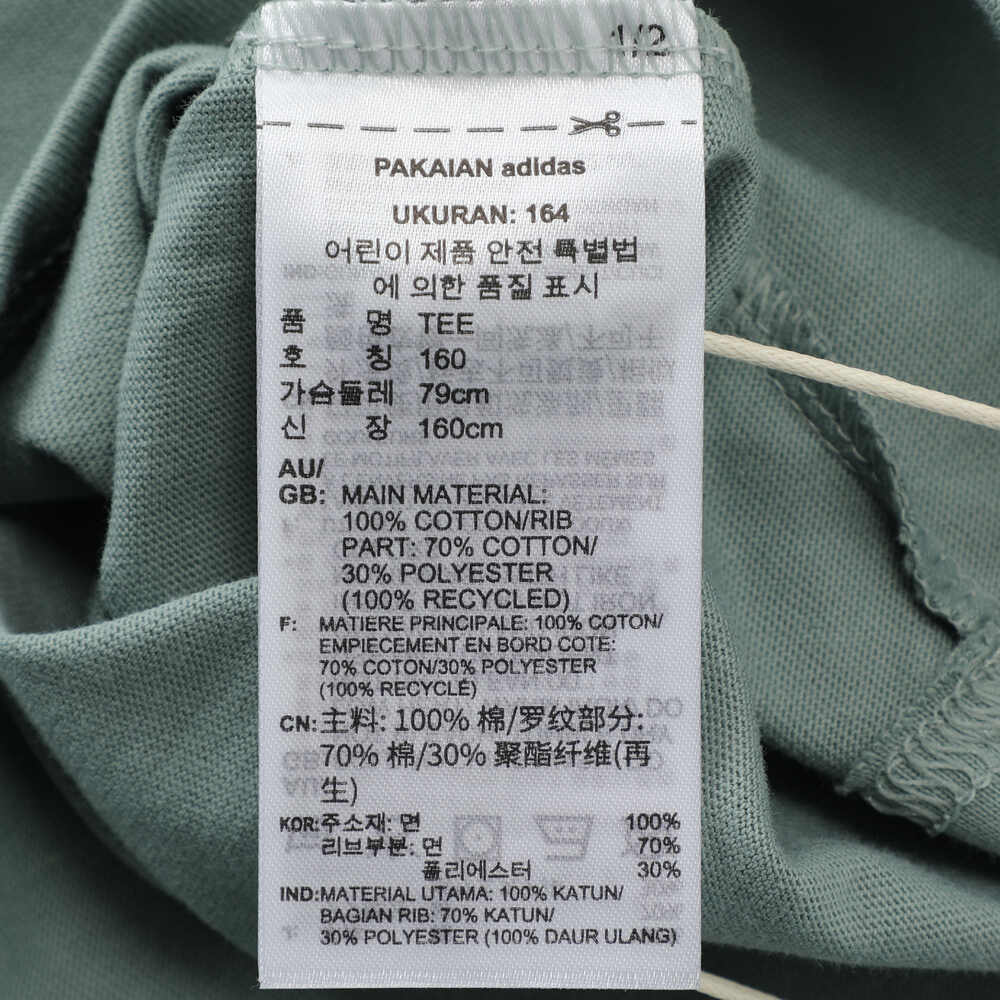 1/2
PAKAIAN adidas
UKURAN: 164
어린이 제품 안전 특별법
에 의한 품질 표시
품 명 TEE
호 칭 160
가슴둘레 79cm
신 장 160cm
AU/
GB: MAIN MATERIAL:
100% COTTON/RIB
PART: 70% COTTON/
30% POLYESTER
(100% RECYCLED)
F: MATIERE PRINCIPALE: 100% COTON/
EMPIECEMENT EN BORD COTE:
70% COTON/30% POLYESTER
(100% RECYCLÉ)
CN: 主料: 100% 棉/罗纹部分:
70% 棉/30% 聚酯纤维(再
生)
KOR: 주소재: 면 100%
리브부분: 면 70%
폴리에스터 30%
IND: MATERIAL UTAMA: 100% KATUN/
BAGIAN RIB: 70% KATUN/
30% POLYESTER (100% DAUR ULANG)